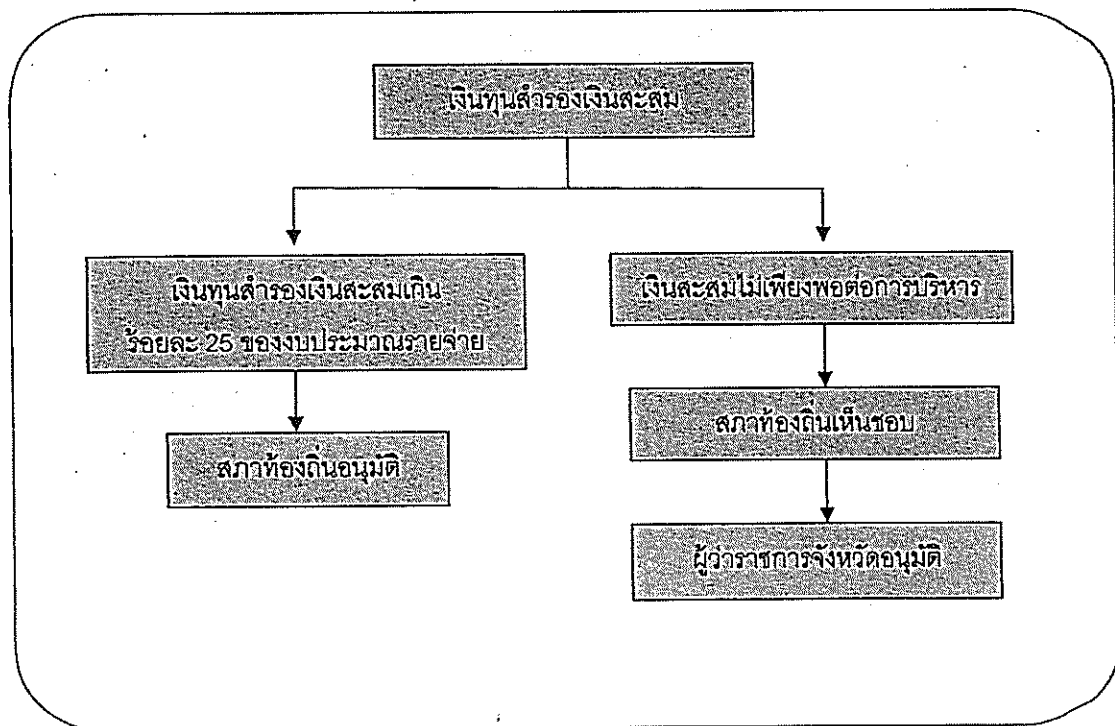 เงินทุนสำรองเงินสะสม
เงินทุนสำรองเงินสะสมเกิน
ร้อยละ 25 ของงบประมาณรายจ่าย
สภาท้องถิ่นอนุมัติ
เงินสะสมไม่เพียงพอต่อการบริหาร
สภาท้องถิ่นเห็นชอบ
ผู้ว่าราชการจังหวัดอนุมัติ